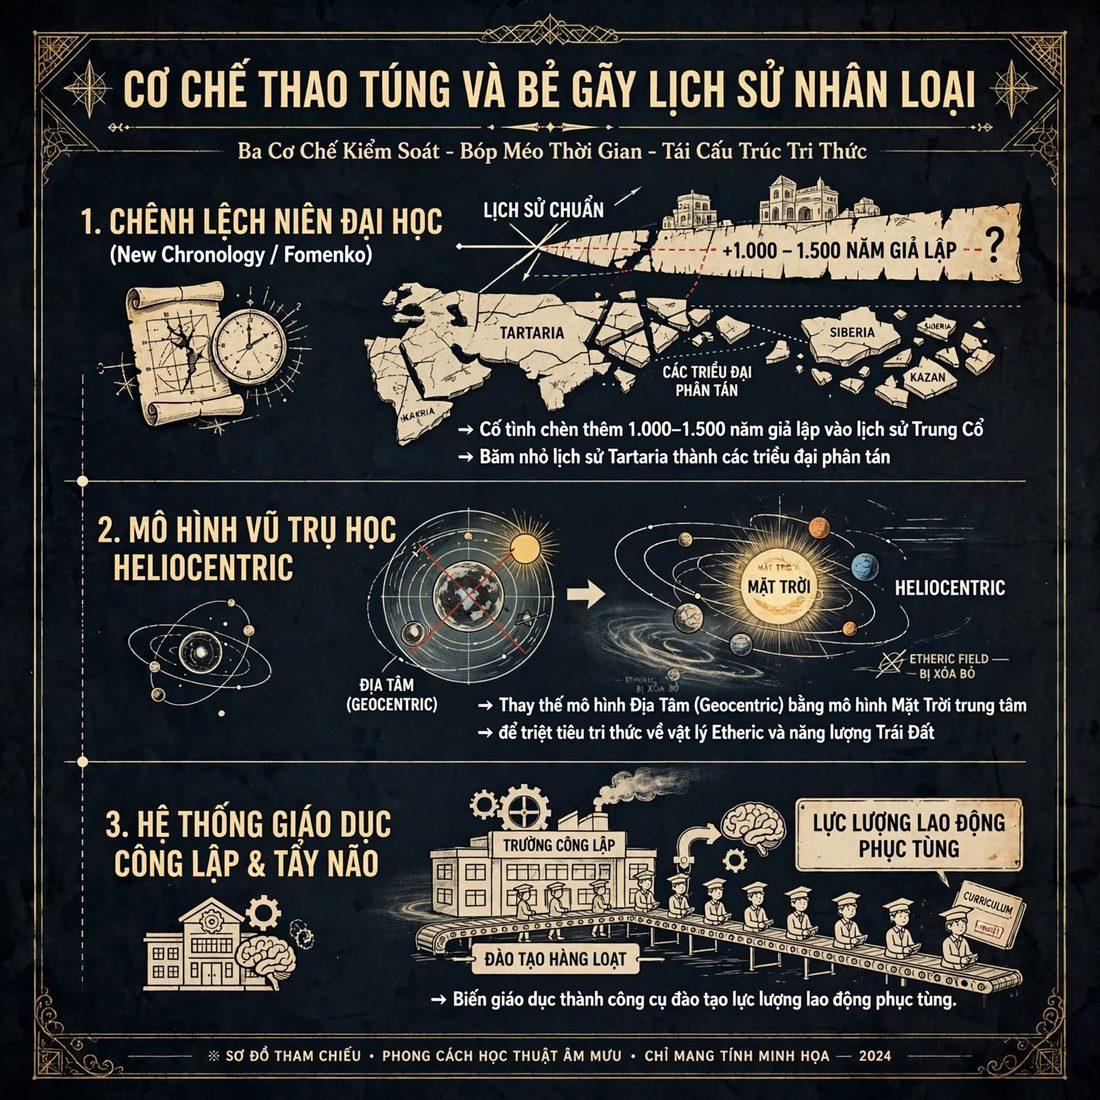 CƠ CHẾ THAO TÚNG VÀ BẺ GÃY LỊCH SỬ NHÂN LOẠI
Ba Cơ Chế Kiểm Soát - Bóp Méo Thời Gian - Tái Cấu Trúc Tri Thức
1. CHÊNH LỆCH NIÊN ĐẠI HỌC
(New Chronology / Fomenko)
LỊCH SỬ CHUẨN
+1.000 – 1.500 NĂM GIẢ LẬP
?
TARTARIA
SIBERIA
SIBERIA
KAZAN
CÁC TRIỀU ĐẠI
PHÂN TÁN
→ Cố tình chèn thêm 1.000–1.500 năm giả lập vào lịch sử Trung Cổ
→ Băm nhỏ lịch sử Tartaria thành các triều đại phân tán
2. MÔ HÌNH VŨ TRỤ HỌC
HELIOCENTRIC
MẶT TRỜI
HELIOCENTRIC
ETHERIC FIELD
BỊ XÓA BỎ
ETHERIC
BỊ XÓA BỎ
ĐỊA TÂM
(GEOCENTRIC)
→ Thay thế mô hình Địa Tâm (Geocentric) bằng mô hình Mặt Trời trung tâm
→ để triệt tiêu tri thức về vật lý Etheric và năng lượng Trái Đất
3. HỆ THỐNG GIÁO DỤC
CÔNG LẬP & TẨY NÃO
TRƯỜNG CÔNG LẬP
LỰC LƯỢNG LAO ĐỘNG
PHỤC TÙNG
CURRICULUM
ĐÀO TẠO HÀNG LOẠT
→ Biến giáo dục thành công cụ đào tạo lực lượng lao động phục tùng.
※ SƠ ĐỒ THAM CHIẾU • PHONG CÁCH HỌC THUẬT ÂM MƯU • CHỈ MANG TÍNH MINH HỌA — 2024